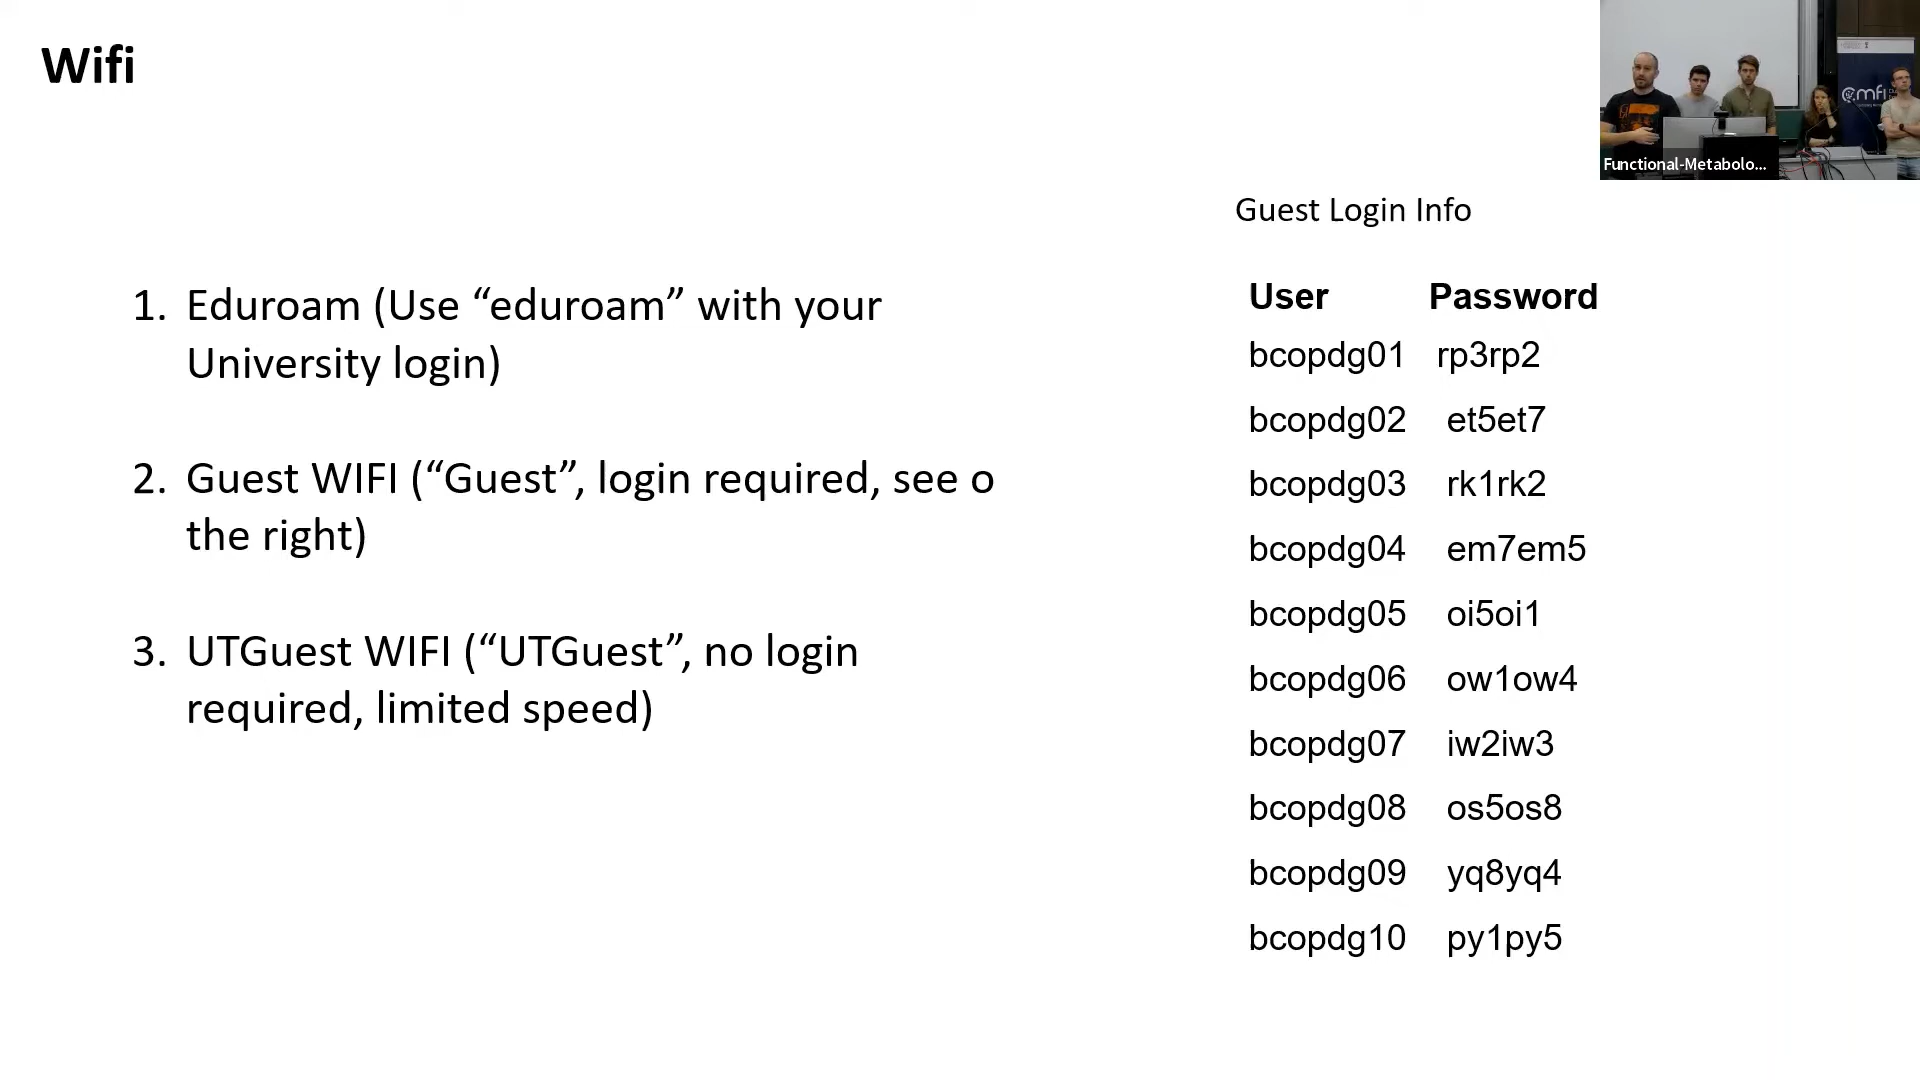 Wifi
Functional-Metabolo...
cmfi
Guest Login Info
1. Eduroam (Use “eduroam” with your
University login)
2. Guest WIFI (“Guest”, login required, see o
the right)
3. UTGuest WIFI (“UTGuest”, no login
required, limited speed)
User Password
bcopdg01 rp3rp2
bcopdg02 et5et7
bcopdg03 rk1rk2
bcopdg04 em7em5
bcopdg05 oi5oi1
bcopdg06 ow1ow4
bcopdg07 iw2iw3
bcopdg08 os5os8
bcopdg09 yq8yq4
bcopdg10 py1py5